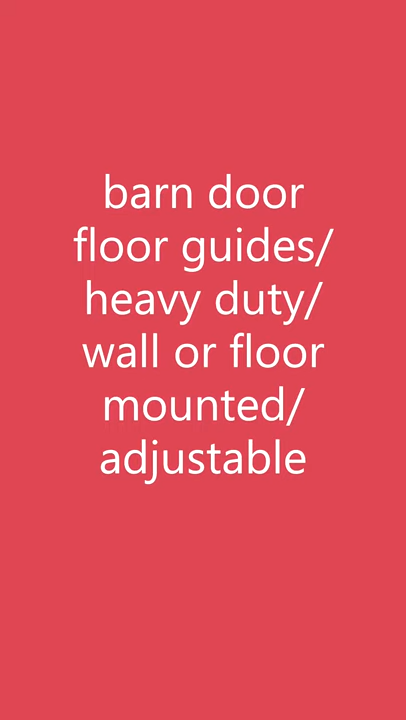 barn door
floor guides/
heavy duty/
wall or floor
mounted/
adjustable